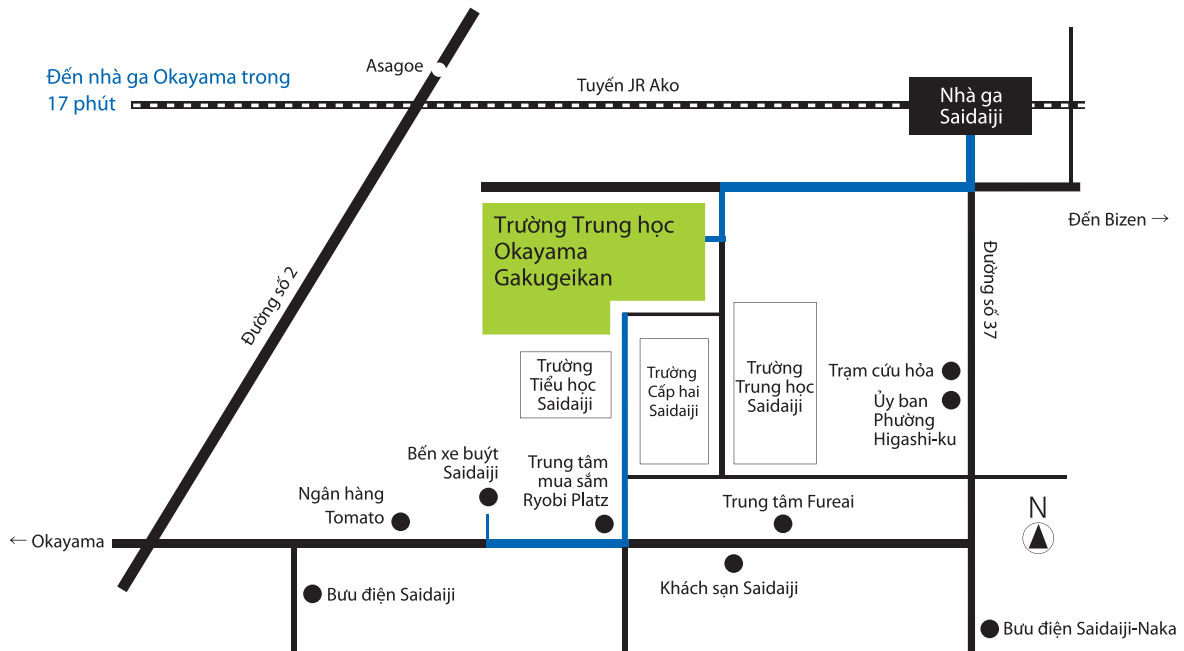 Asagoe
Đến nhà ga Okayama trong
17 phút
Tuyến JR Ako
Nhà ga
Saidaiji
Đến Bizen →
Trường Trung học
Okayama
Gakugeikan
Đường số 2
Đường số 37
Trường
Tiểu học
Saidaiji
Trường
Cấp hai
Saidaiji
Trường
Trung học
Saidaiji
Trạm cứu hỏa
Ủy ban
Phường
Higashi-ku
Bến xe buýt
Saidaiji
Trung tâm
mua sắm
Ryobi Platz
Ngân hàng
Tomato
Trung tâm Fureai
N
← Okayama
Khách sạn Saidaiji
Bưu điện Saidaiji
Bưu điện Saidaiji-Naka